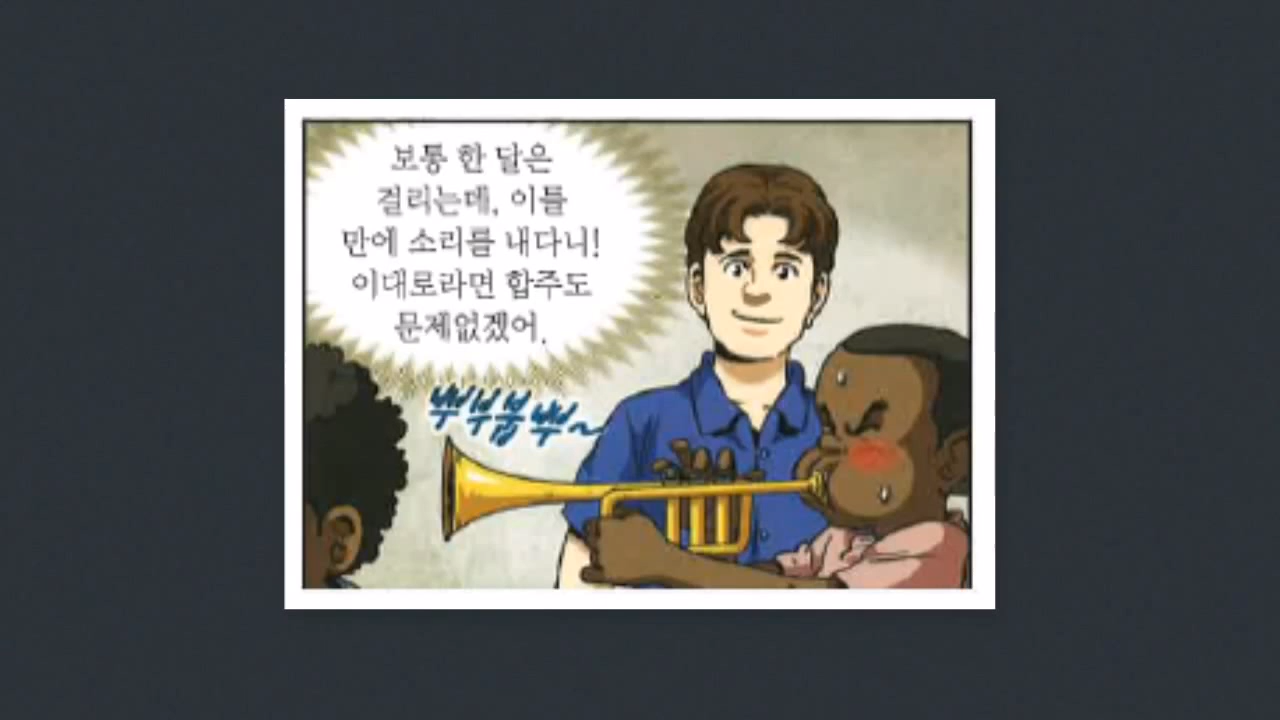 보통 한 달은
걸리는데, 이틀
만에 소리를 내다니!
이대로라면 합주도
문제없겠어.
뿌부붑뿌~